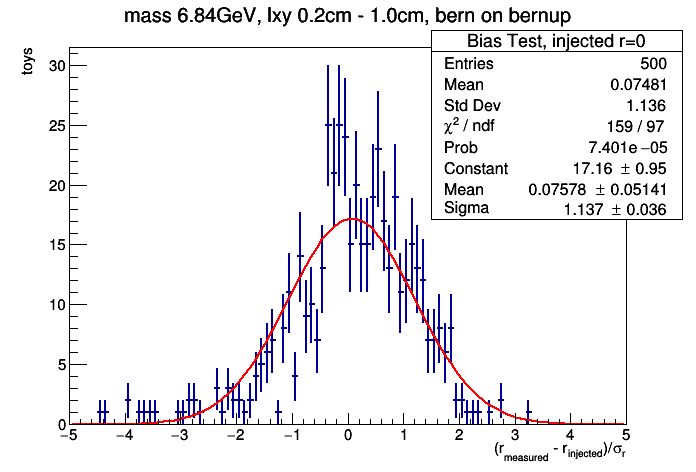 mass 6.84GeV, lxy 0.2cm - 1.0cm, bern on bernup
toys
Bias Test, injected r=0
Entries 500
Mean 0.07481
Std Dev 1.136
χ² / ndf 159 / 97
Prob 7.401e−05
Constant 17.16 ± 0.95
Mean 0.07578 ± 0.05141
Sigma 1.137 ± 0.036
30
25
20
15
10
5
0
−5 −4 −3 −2 −1 0 1 2 3 4 5
(r_measured - r_injected)/σ_r